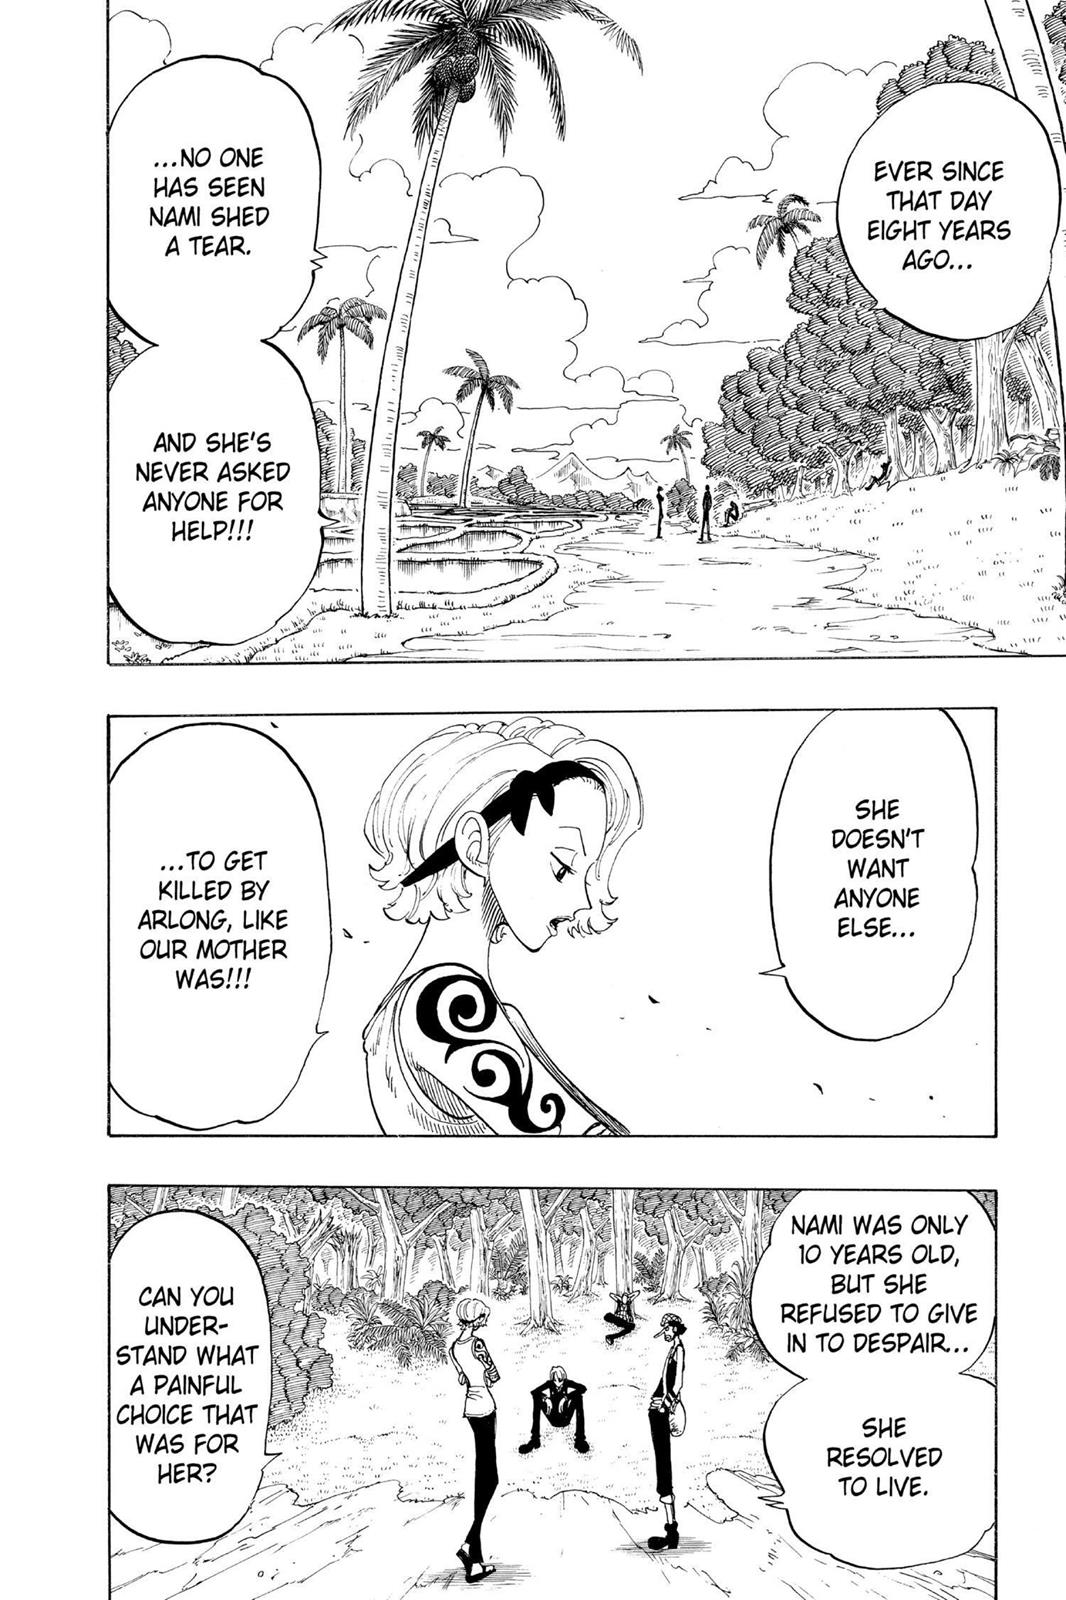 EVER SINCE
THAT DAY
EIGHT YEARS
AGO...
...NO ONE
HAS SEEN
NAMI SHED
A TEAR.
AND SHE'S
NEVER ASKED
ANYONE FOR
HELP!!!
SHE
DOESN'T
WANT
ANYONE
ELSE...
...TO GET
KILLED BY
ARLONG, LIKE
OUR MOTHER
WAS!!!
NAMI WAS ONLY
10 YEARS OLD,
BUT SHE
REFUSED TO GIVE
IN TO DESPAIR...
SHE
RESOLVED
TO LIVE.
CAN YOU
UNDER-
STAND WHAT
A PAINFUL
CHOICE THAT
WAS FOR
HER?